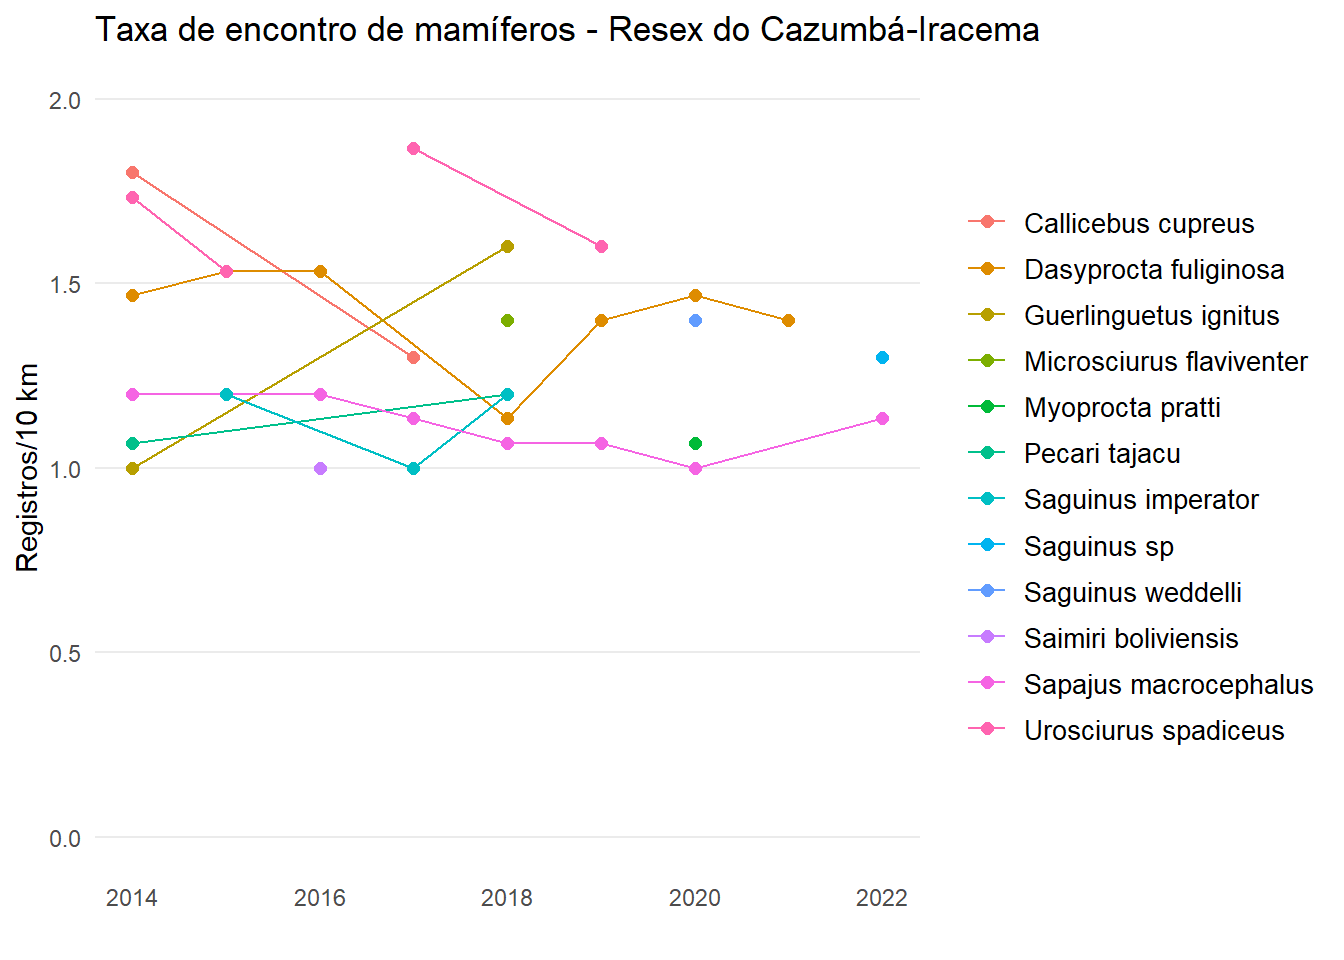 Taxa de encontro de mamíferos - Resex do Cazumbá-Iracema
Registros/10 km
2.0
1.5
1.0
0.5
0.0
2014
2016
2018
2020
2022
Callicebus cupreus
Dasyprocta fuliginosa
Guerlinguetus ignitus
Microsciurus flaviventer
Myoprocta pratti
Pecari tajacu
Saguinus imperator
Saguinus sp
Saguinus weddelli
Saimiri boliviensis
Sapajus macrocephalus
Urosciurus spadiceus